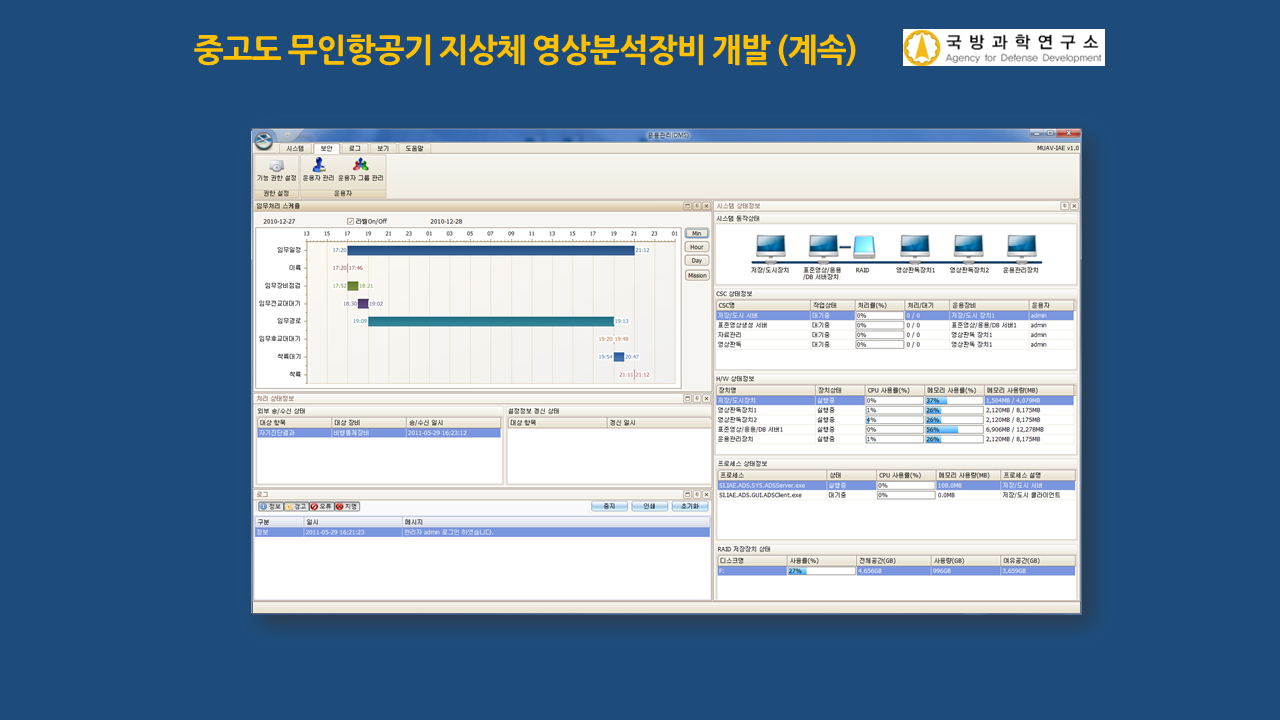 중고도 무인항공기 지상체 영상분석장비 개발 (계속)
국방과학연구소
Agency for Defense Development
운용관리(DMS)
시스템 보안 로그 보기 도움말
MUAV-IAE v1.0
기능 권한 설정 운용자 관리 운용자 그룹 관리
권한 설정 운용자
임무처리 스케줄
2010-12-27 라벨On/Off 2010-12-28
13 15 17 19 21 23 01 03 05 07 09 11 13 15 17 19 21 23 01
임무일정 17:20 21:12
이륙 17:20 17:46
임무장비점검 17:52 18:21
임무전교대대기 18:30 19:02
임무경로 19:09 19:13
임무후교대대기 19:20 19:48
착륙대기 19:54 20:47
착륙 21:11 21:12
Min
Hour
Day
Mission
처리 상태정보
외부 송/수신 상태
대상 항목 대상 장비 송/수신 일시
자기진단결과 비행통제장비 2011-05-29 16:23:12
설정정보 갱신 상태
대상 항목 갱신 일시
로그
정보 경고 오류 치명
중지 인쇄 초기화
구분 일시 메시지
정보 2011-05-29 16:21:23 관리자 admin 로그인 하였습니다.
시스템 상태정보
시스템 동작상태
저장/도시장치
표준영상/응용
/DB 서버장치
RAID
영상판독장치1
영상판독장치2
운용관리장치
CSC 상태정보
CSC명 작업상태 처리률(%) 처리/대기 운용장비 운용자
저장/도시 서버 대기중 0% 0 / 0 저장/도시 장치1 admin
표준영상생성 서버 대기중 0% 0 / 0 표준영상/응용/DB 서버1 admin
자료관리 대기중 0% 0 / 0 영상판독 장치1 admin
영상판독 대기중 0% 0 / 0 영상판독 장치1 admin
H/W 상태정보
장치명 장치상태 CPU 사용률(%) 메모리 사용률(%) 메모리 사용량(MB)
저장/도시장치 실행중 0% 37% 1,504MB / 4,079MB
영상판독장치1 실행중 1% 26% 2,120MB / 8,175MB
영상판독장치2 실행중 4% 26% 2,120MB / 8,175MB
표준영상/응용/DB 서버1 실행중 0% 56% 6,906MB / 12,278MB
운용관리장치 실행중 1% 26% 2,120MB / 8,175MB
프로세스 상태정보
프로세스 상태 CPU 사용률(%) 메모리 사용량(MB) 프로세스 설명
SI.IAE.ADS.SYS.ADSServer.exe 실행중 0% 108.0MB 저장/도시 서버
SI.IAE.ADS.GUI.ADSClient.exe 대기중 0% 0.0MB 저장/도시 클라이언트
RAID 저장장치 상태
디스크명 사용률(%) 전체공간(GB) 사용량(GB) 여유공간(GB)
F: 27% 4,656GB 996GB 3,659GB